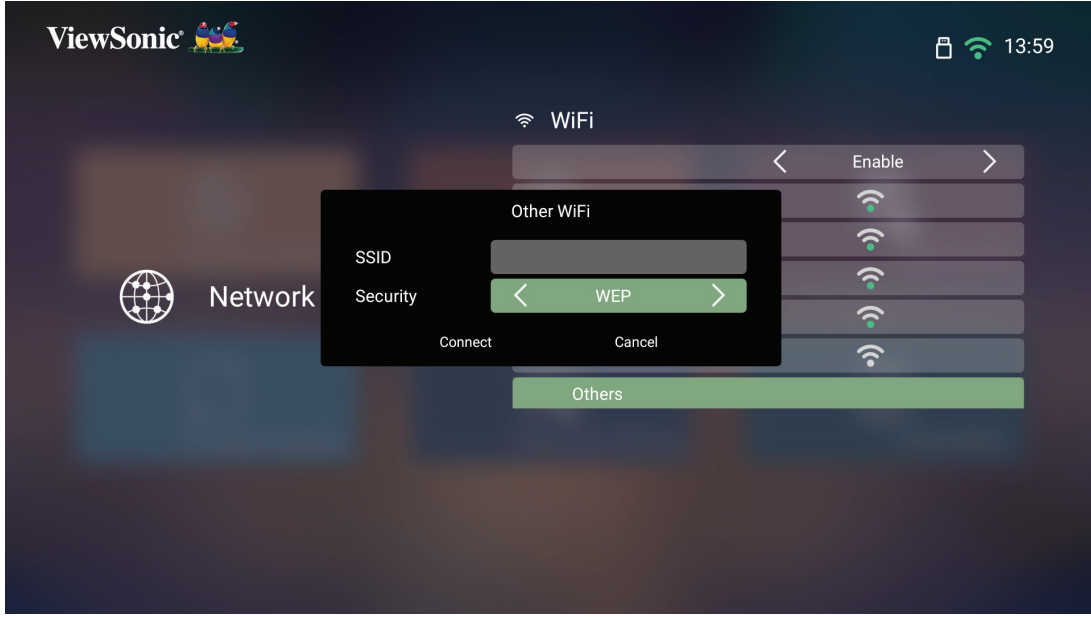 ViewSonic®
13:59
WiFi
Enable
Other WiFi
SSID
Network
Security
WEP
Connect
Cancel
Others